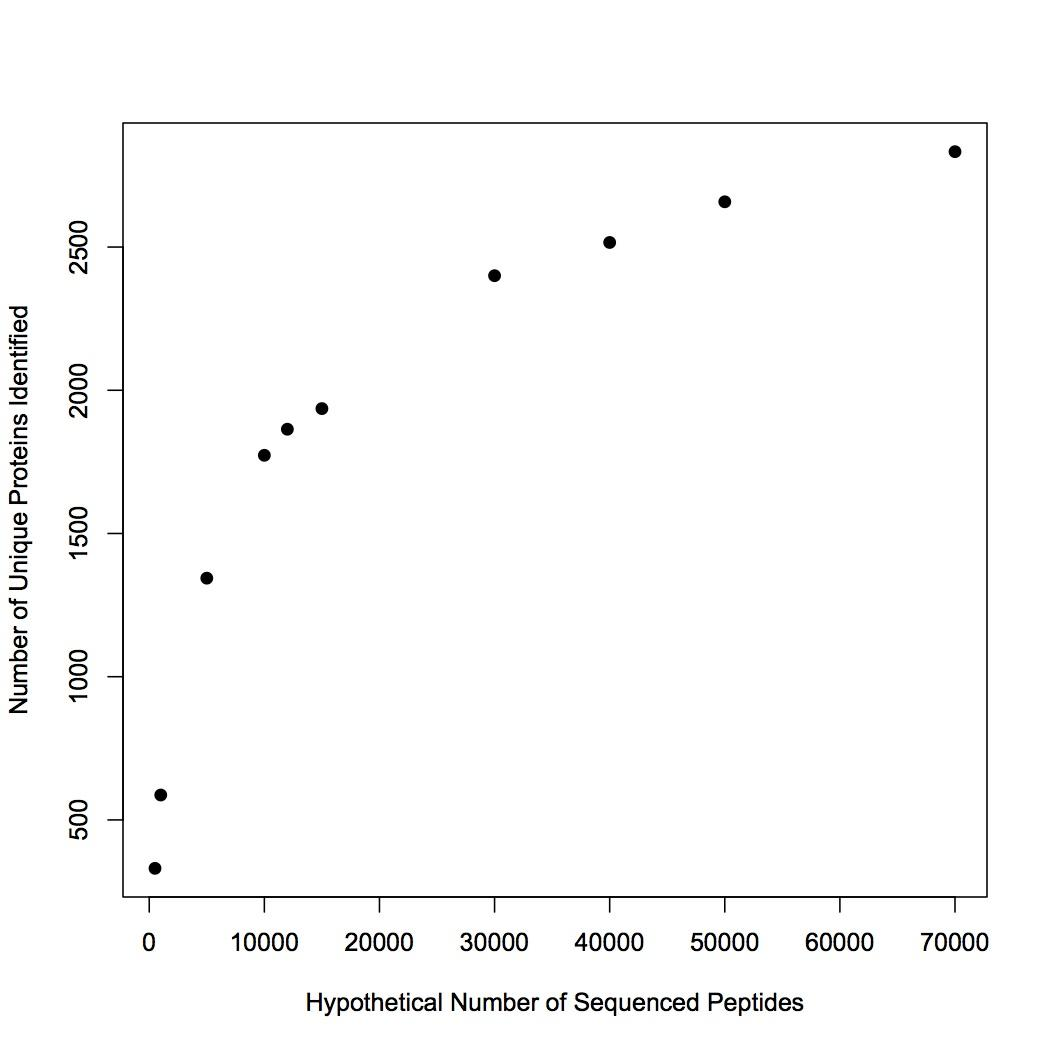 Number of Unique Proteins Identified
2500
2000
1500
1000
500
0 10000 20000 30000 40000 50000 60000 70000
Hypothetical Number of Sequenced Peptides